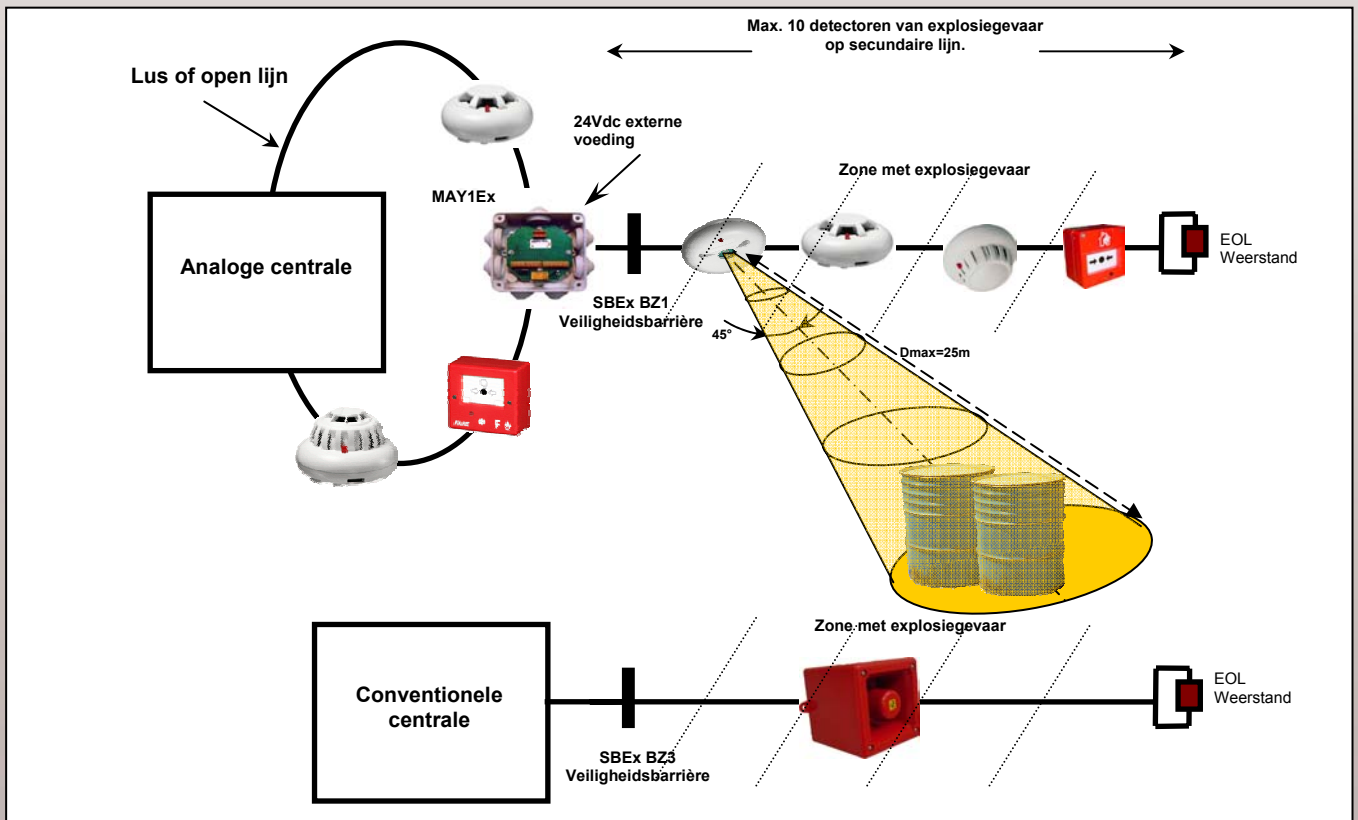 Max. 10 detectoren van explosiegevaar
op secundaire lijn.
Lus of open lijn
24Vdc externe
voeding
Zone met explosiegevaar
MAY1Ex
Analoge centrale
EOL
Weerstand
SBEx BZ1
Veiligheidsbarrière
45°
Dmax=25m
Zone met explosiegevaar
Conventionele
centrale
EOL
Weerstand
SBEx BZ3
Veiligheidsbarrière